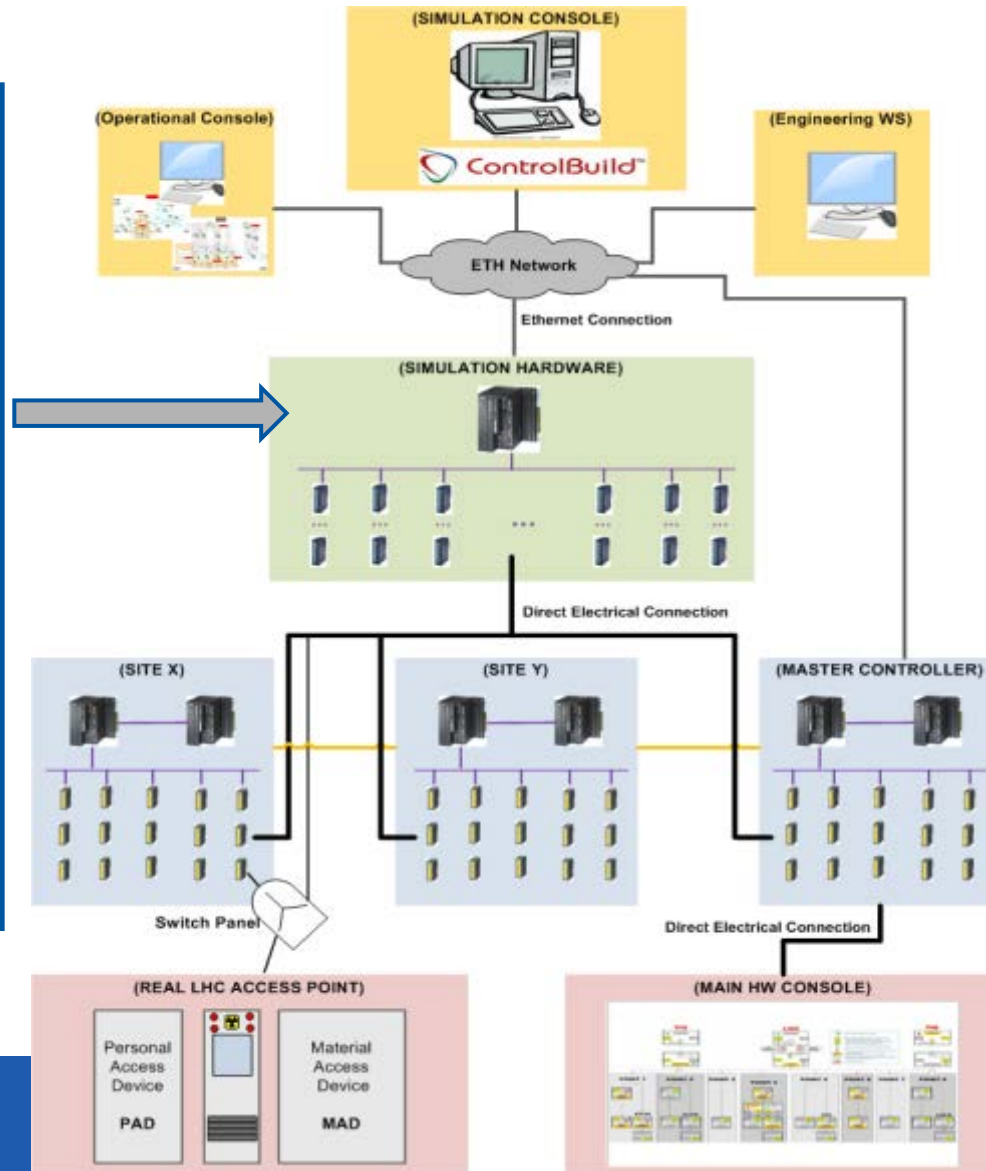 (SIMULATION CONSOLE)
ControlBuild™
(Operational Console)
(Engineering WS)
ETH Network
Ethernet Connection
(SIMULATION HARDWARE)
Direct Electrical Connection
(SITE X)
(SITE Y)
(MASTER CONTROLLER)
Switch Panel
Direct Electrical Connection
(REAL LHC ACCESS POINT)
(MAIN HW CONSOLE)
Personal
Access
Device
PAD
Material
Access
Device
MAD